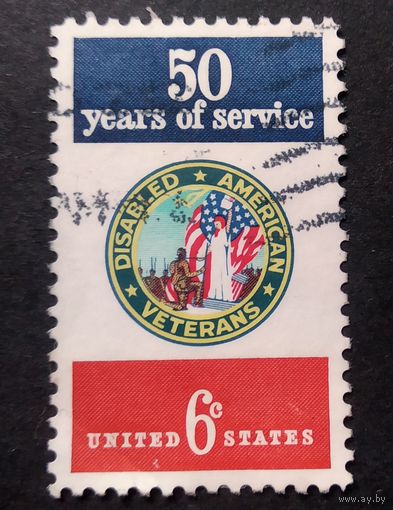 50
years of service
DISABLED ★ AMERICAN ★ VETERANS ★
6c
UNITED STATES
www.ay.by